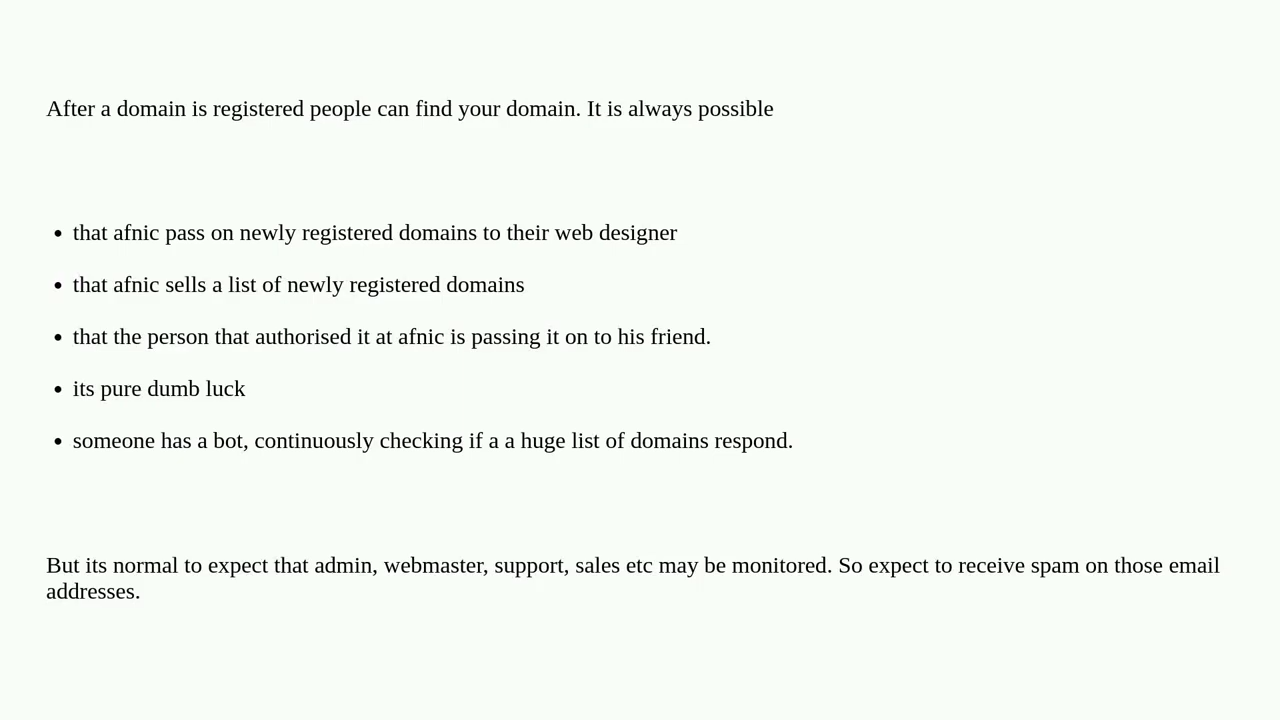 After a domain is registered people can find your domain. It is always possible
• that afnic pass on newly registered domains to their web designer
• that afnic sells a list of newly registered domains
• that the person that authorised it at afnic is passing it on to his friend.
• its pure dumb luck
• someone has a bot, continuously checking if a a huge list of domains respond.
But its normal to expect that admin, webmaster, support, sales etc may be monitored. So expect to receive spam on those email
addresses.